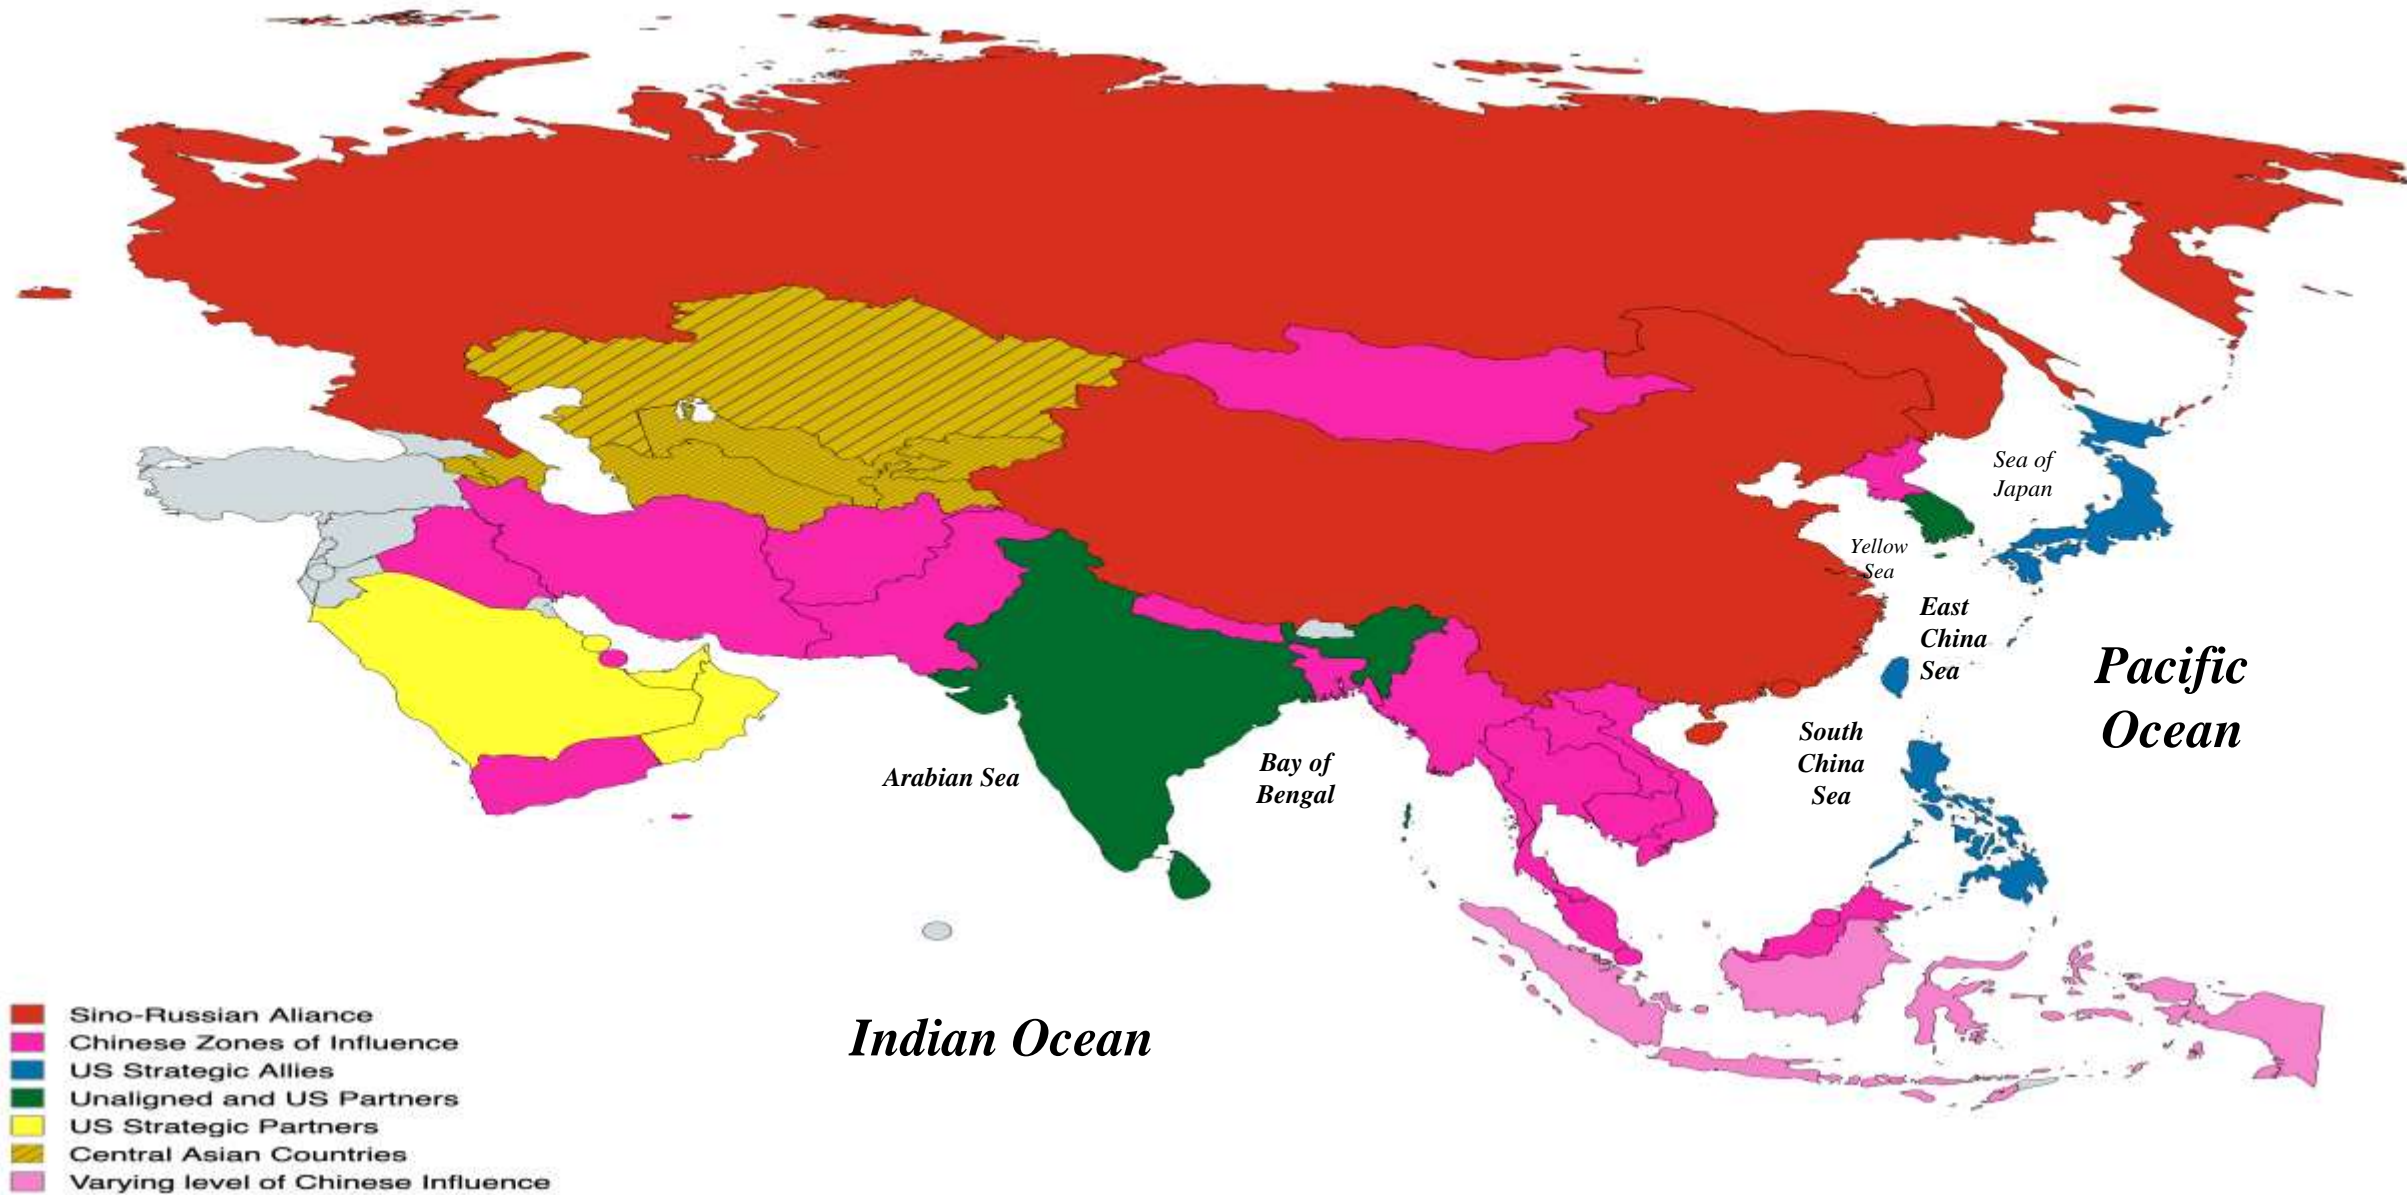 Sea of
Japan
Yellow
Sea
East
China
Sea
Pacific
Ocean
South
China
Sea
Arabian Sea
Bay of
Bengal
Indian Ocean
Sino-Russian Aliance
Chinese Zones of Influence
US Strategic Allies
Unaligned and US Partners
US Strategic Partners
Central Asian Countries
Varying level of Chinese Influence